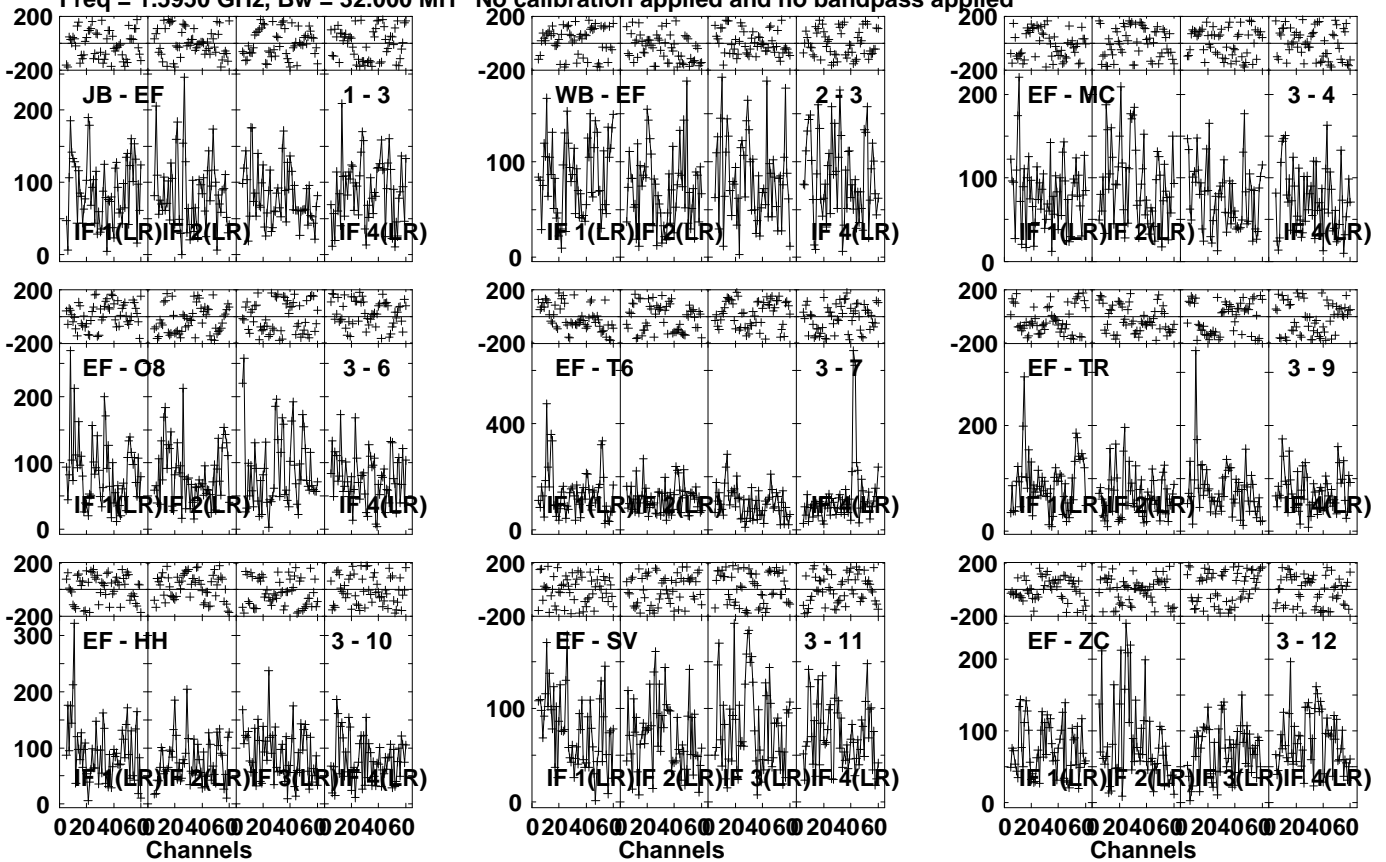 Freq = 1.5950 GHz, Bw = 32.000 MH No calibration applied and no bandpass applied
200
-200
JB - EF 1 - 3
200
100
0
IF 1(LR) IF 2(LR) IF 4(LR)
200
-200
WB - EF 2 - 3
100
0
IF 1(LR) IF 2(LR) IF 4(LR)
200
-200
EF - MC 3 - 4
200
100
0
IF 1(LR) IF 2(LR) IF 4(LR)
200
-200
EF - O8 3 - 6
200
100
0
IF 1(LR) IF 2(LR) IF 4(LR)
200
-200
EF - T6 3 - 7
400
0
IF 1(LR) IF 2(LR) IF 4(LR)
200
-200
EF - TR 3 - 9
200
0
IF 1(LR) IF 2(LR) IF 4(LR)
200
-200
EF - HH 3 - 10
300
200
100
0
IF 1(LR) IF 2(LR) IF 3(LR) IF 4(LR)
0 20 40 60 0 20 40 60 0 20 40 60 0 20 40 60
Channels
200
-200
EF - SV 3 - 11
100
0
IF 1(LR) IF 2(LR) IF 3(LR) IF 4(LR)
0 20 40 60 0 20 40 60 0 20 40 60 0 20 40 60
Channels
200
-200
EF - ZC 3 - 12
200
100
0
IF 1(LR) IF 2(LR) IF 3(LR) IF 4(LR)
0 20 40 60 0 20 40 60 0 20 40 60 0 20 40 60
Channels